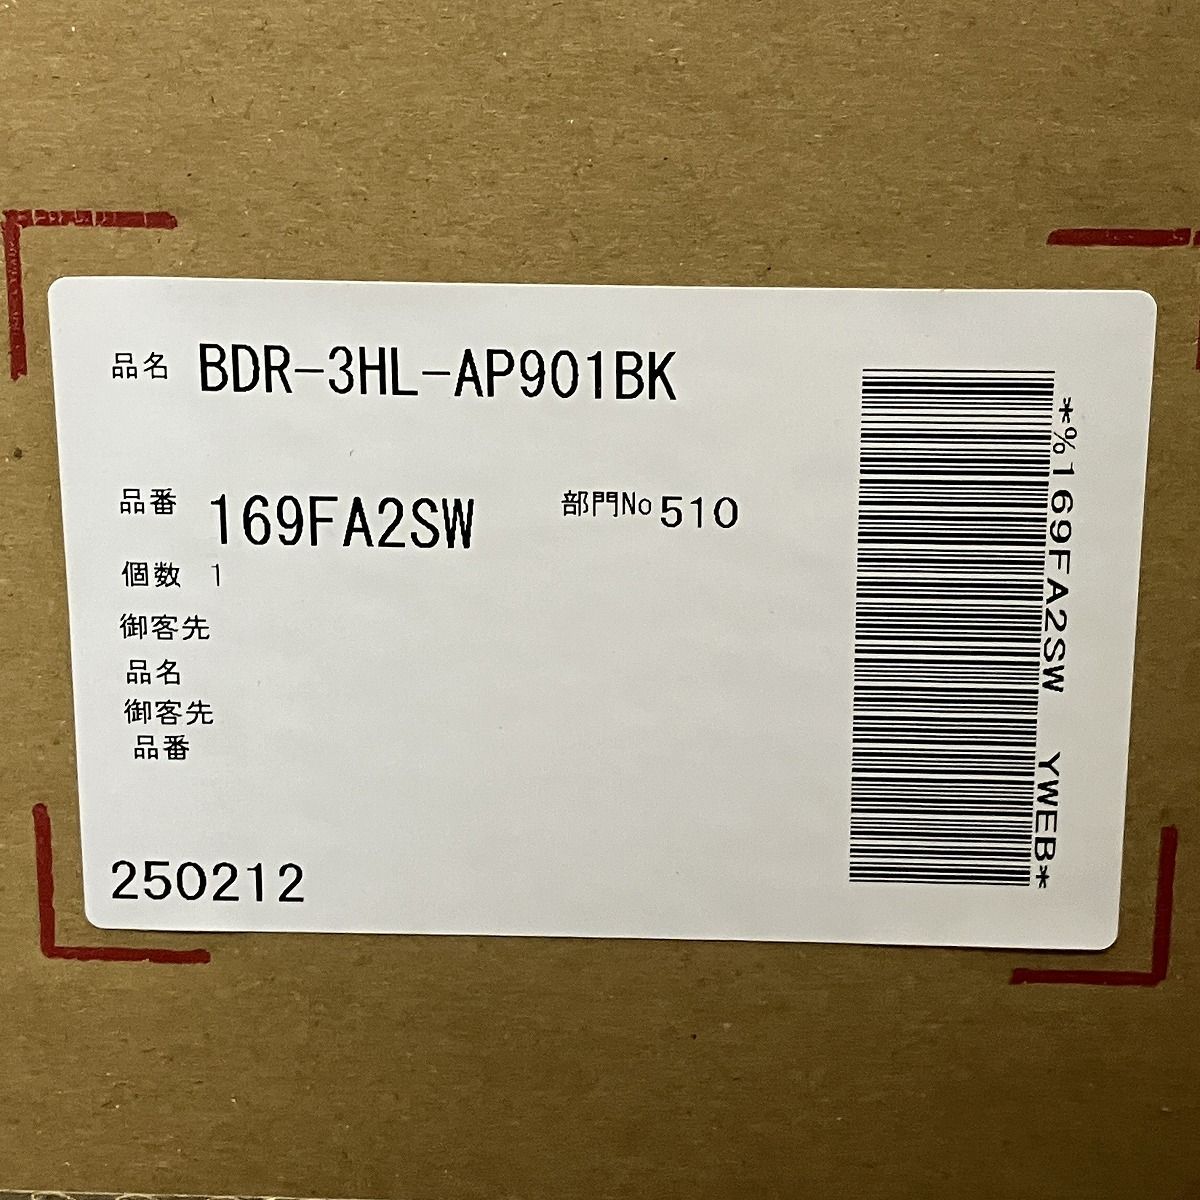 品名 BDR-3HL-AP901BK
品番 169FA2SW 部門No 510
個数 1
御客先
品名
御客先
品番
250212
*%169FA2SW YWEB*